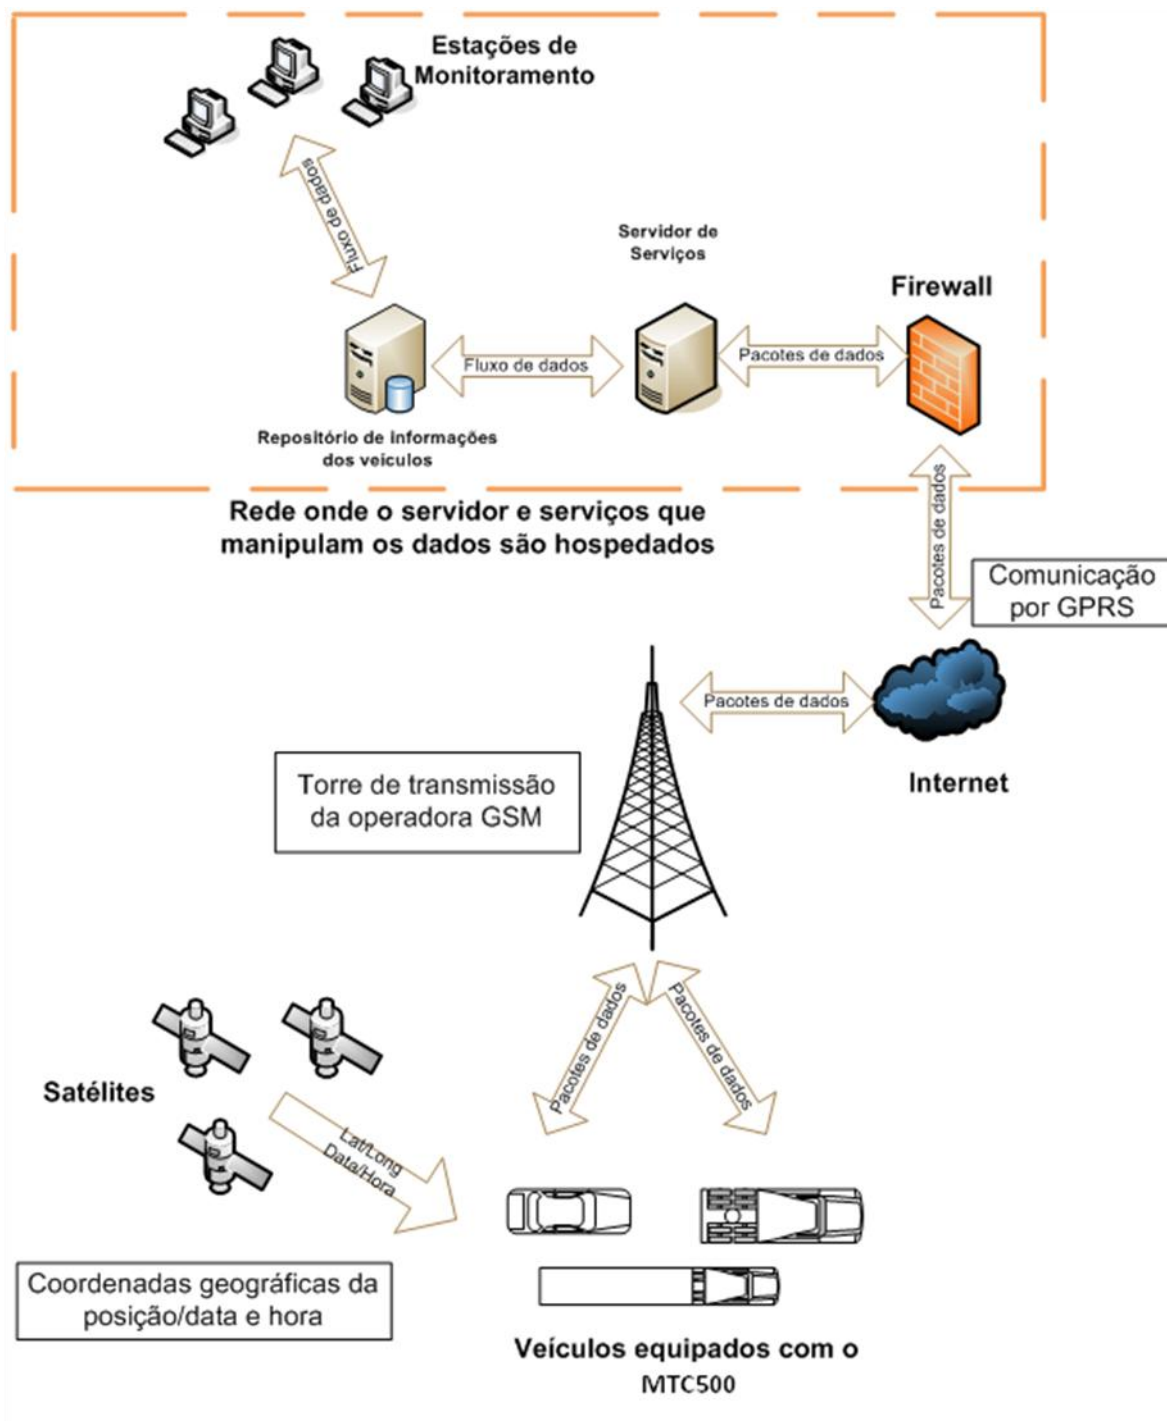 Estações de
Monitoramento
Fluxo de dados
Servidor de
Serviços
Firewall
Fluxo de dados
Pacotes de dados
Repositório de informações
dos veículos
Rede onde o servidor e serviços que
manipulam os dados são hospedados
Pacotes de dados
Comunicação
por GPRS
Pacotes de dados
Internet
Torre de transmissão
da operadora GSM
Pacotes de dados
Pacotes de dados
Satélites
Lat/Long
Data/Hora
Coordenadas geográficas da
posição/data e hora
Veículos equipados com o
MTC500